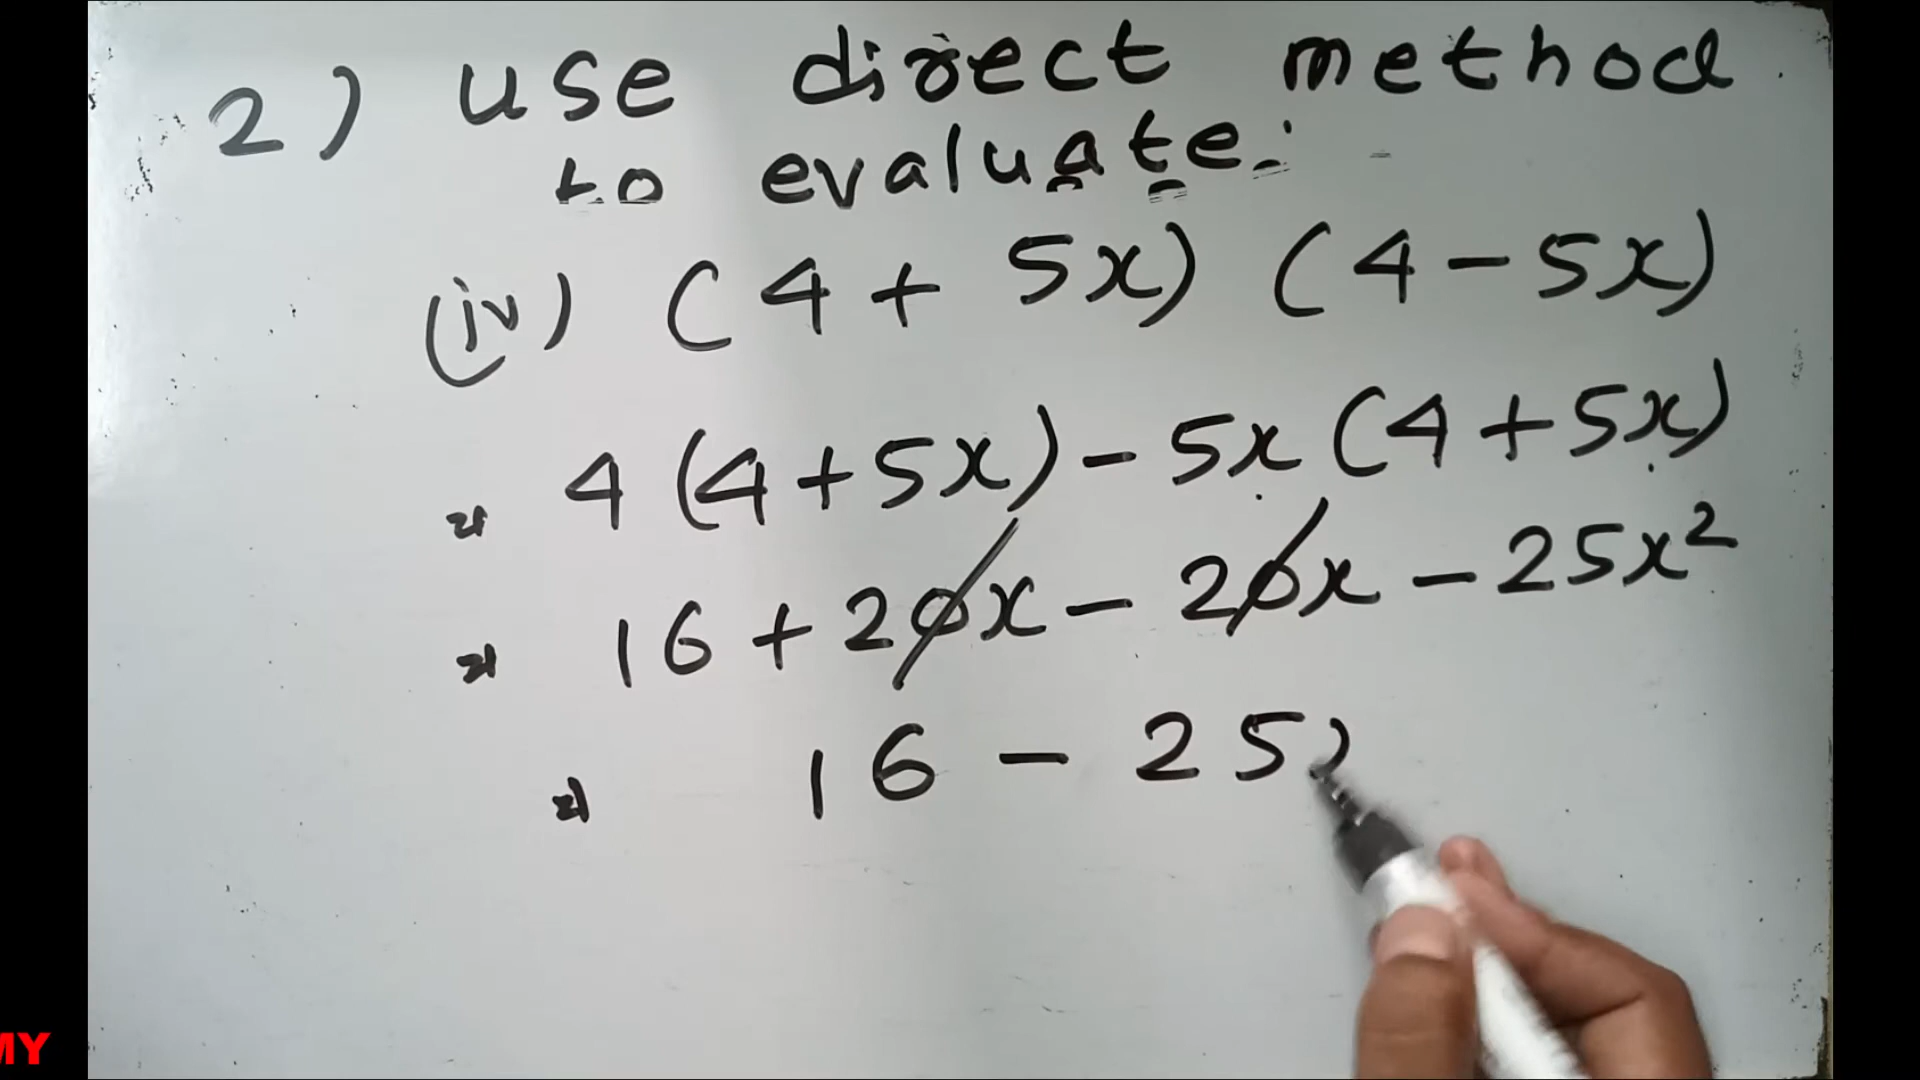 2) use direct method
to evaluate:
(iv) (4 + 5x) (4 - 5x)
= 4 (4 + 5x) - 5x (4 + 5x)
= 16 + 20x - 20x - 25x²
= 16 - 25
MY